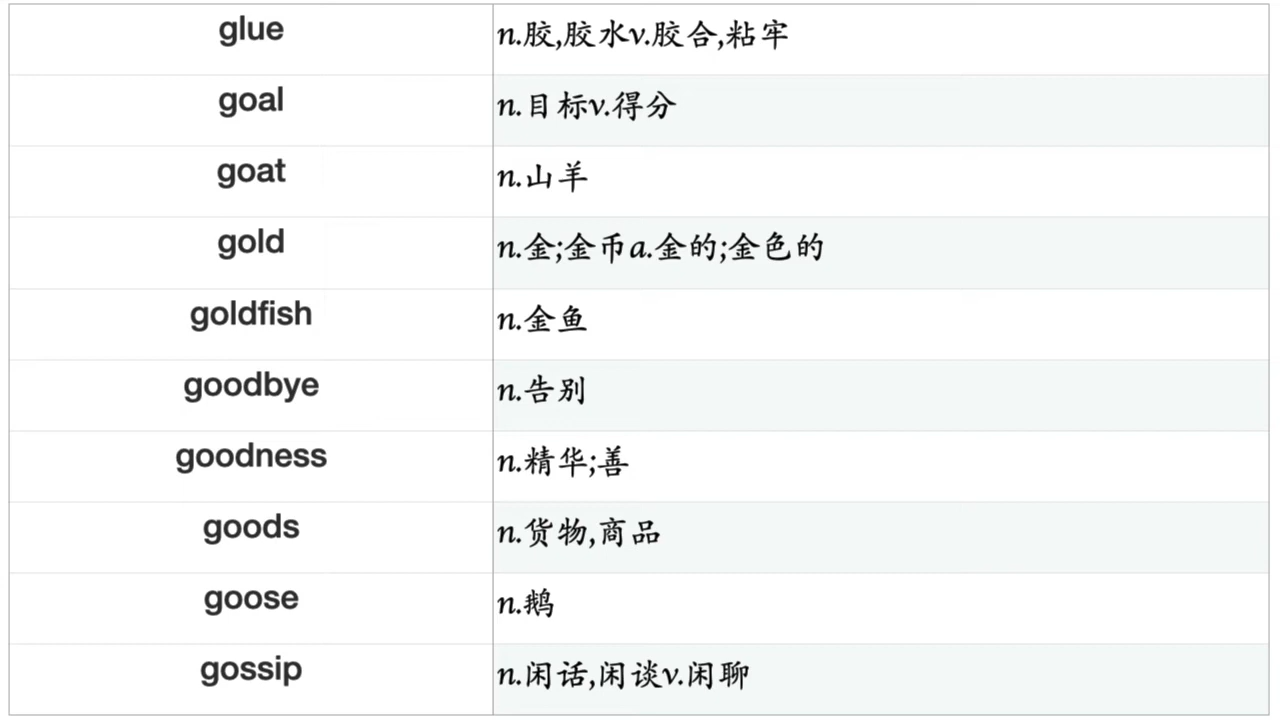 glue n.胶,胶水v.胶合,粘牢
goal n.目标v.得分
goat n.山羊
gold n.金;金币a.金的;金色的
goldfish n.金鱼
goodbye n.告别
goodness n.精华;善
goods n.货物,商品
goose n.鹅
gossip n.闲话,闲谈v.闲聊